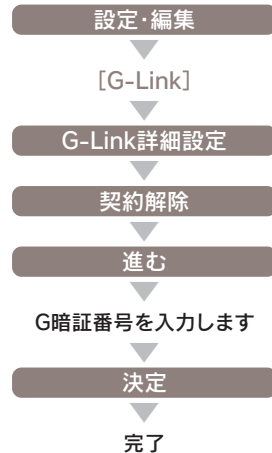 設定・編集
［G-Link］
G-Link詳細設定
契約解除
進む
G暗証番号を入力します
決定
完了